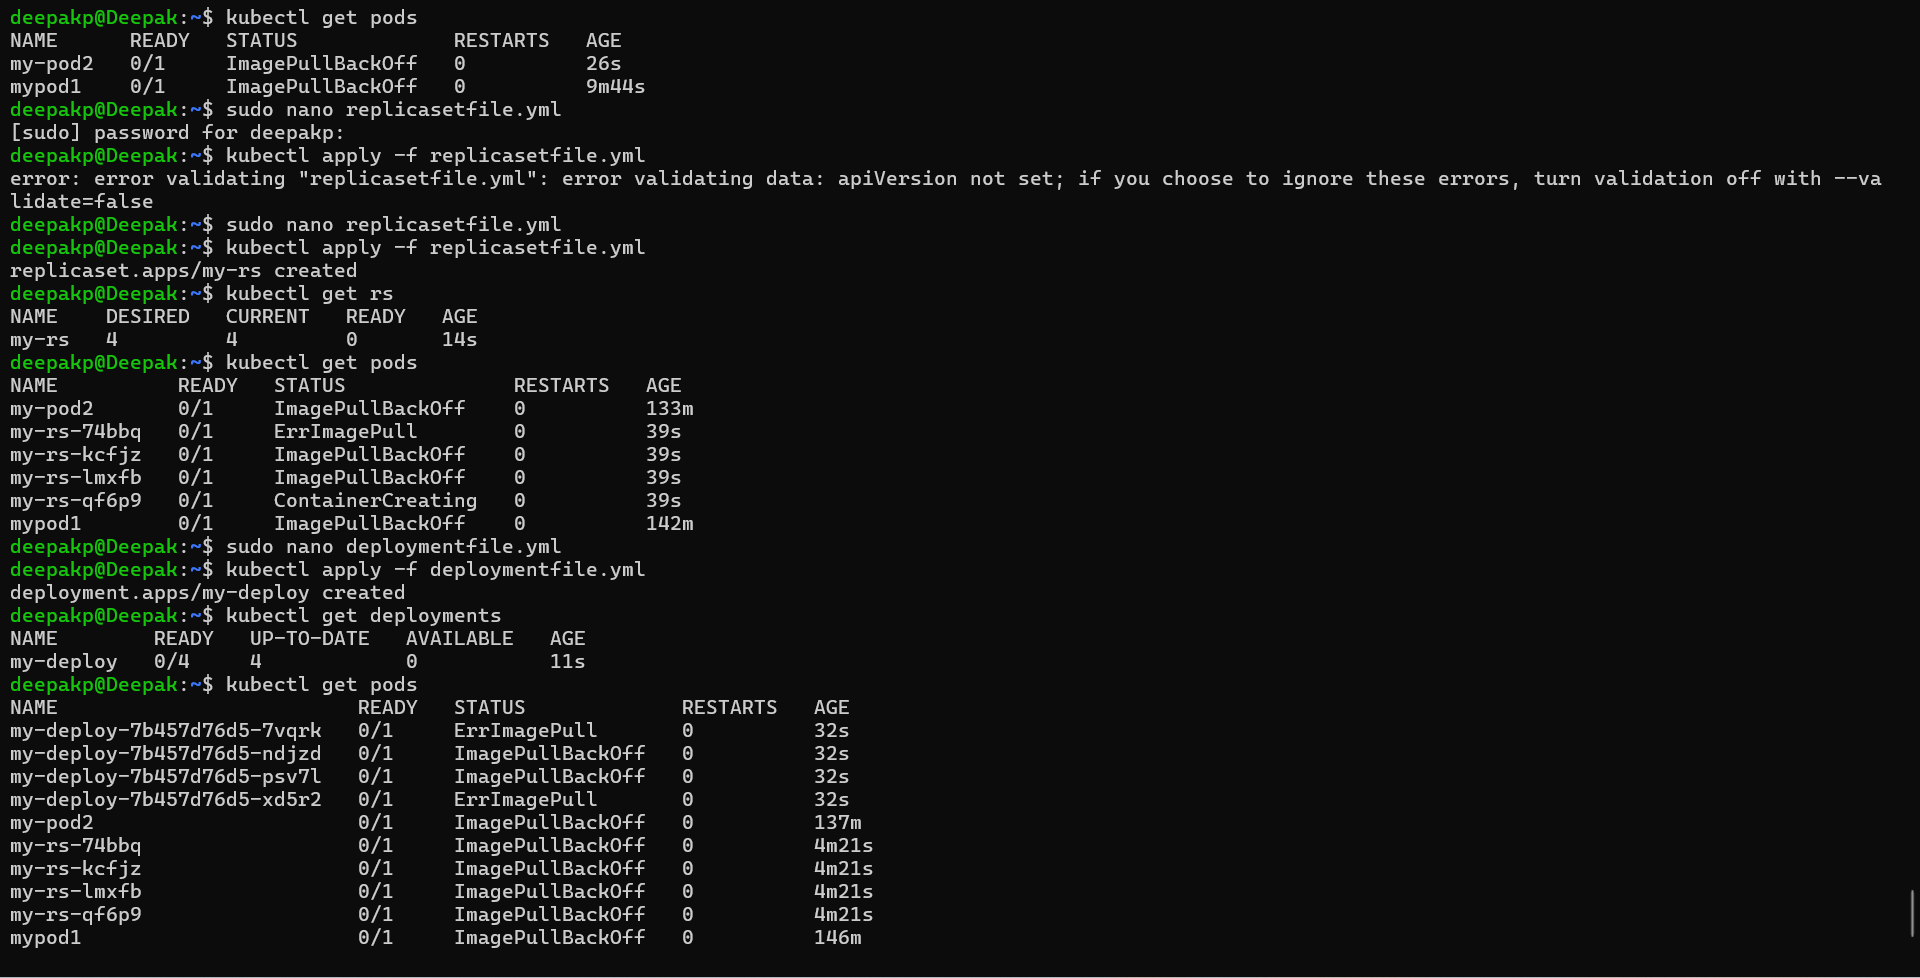 deepakp@Deepak:~$ kubectl get pods
NAME      READY   STATUS             RESTARTS   AGE
my-pod2   0/1     ImagePullBackOff   0          26s
mypod1    0/1     ImagePullBackOff   0          9m44s
deepakp@Deepak:~$ sudo nano replicasetfile.yml
[sudo] password for deepakp:
deepakp@Deepak:~$ kubectl apply -f replicasetfile.yml
error: error validating "replicasetfile.yml": error validating data: apiVersion not set; if you choose to ignore these errors, turn validation off with --va
lidate=false
deepakp@Deepak:~$ sudo nano replicasetfile.yml
deepakp@Deepak:~$ kubectl apply -f replicasetfile.yml
replicaset.apps/my-rs created
deepakp@Deepak:~$ kubectl get rs
NAME    DESIRED   CURRENT   READY   AGE
my-rs   4         4         0       14s
deepakp@Deepak:~$ kubectl get pods
NAME          READY   STATUS              RESTARTS   AGE
my-pod2       0/1     ImagePullBackOff    0          133m
my-rs-74bbq   0/1     ErrImagePull        0          39s
my-rs-kcfjz   0/1     ImagePullBackOff    0          39s
my-rs-lmxfb   0/1     ImagePullBackOff    0          39s
my-rs-qf6p9   0/1     ContainerCreating   0          39s
mypod1        0/1     ImagePullBackOff    0          142m
deepakp@Deepak:~$ sudo nano deploymentfile.yml
deepakp@Deepak:~$ kubectl apply -f deploymentfile.yml
deployment.apps/my-deploy created
deepakp@Deepak:~$ kubectl get deployments
NAME        READY   UP-TO-DATE   AVAILABLE   AGE
my-deploy   0/4     4            0           11s
deepakp@Deepak:~$ kubectl get pods
NAME                         READY   STATUS             RESTARTS   AGE
my-deploy-7b457d76d5-7vqrk   0/1     ErrImagePull       0          32s
my-deploy-7b457d76d5-ndjzd   0/1     ImagePullBackOff   0          32s
my-deploy-7b457d76d5-psv7l   0/1     ImagePullBackOff   0          32s
my-deploy-7b457d76d5-xd5r2   0/1     ErrImagePull       0          32s
my-pod2                      0/1     ImagePullBackOff   0          137m
my-rs-74bbq                  0/1     ImagePullBackOff   0          4m21s
my-rs-kcfjz                  0/1     ImagePullBackOff   0          4m21s
my-rs-lmxfb                  0/1     ImagePullBackOff   0          4m21s
my-rs-qf6p9                  0/1     ImagePullBackOff   0          4m21s
mypod1                       0/1     ImagePullBackOff   0          146m